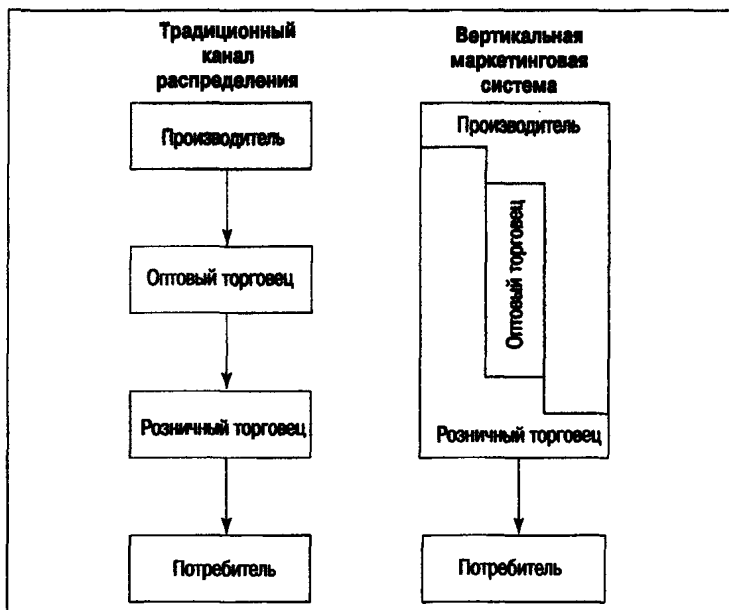 Традиционный
канал
распределения
Производитель
Оптовый торговец
Розничный торговец
Потребитель
Вертикальная
маркетинговая
система
Производитель
Оптовый торговец
Розничный торговец
Потребитель